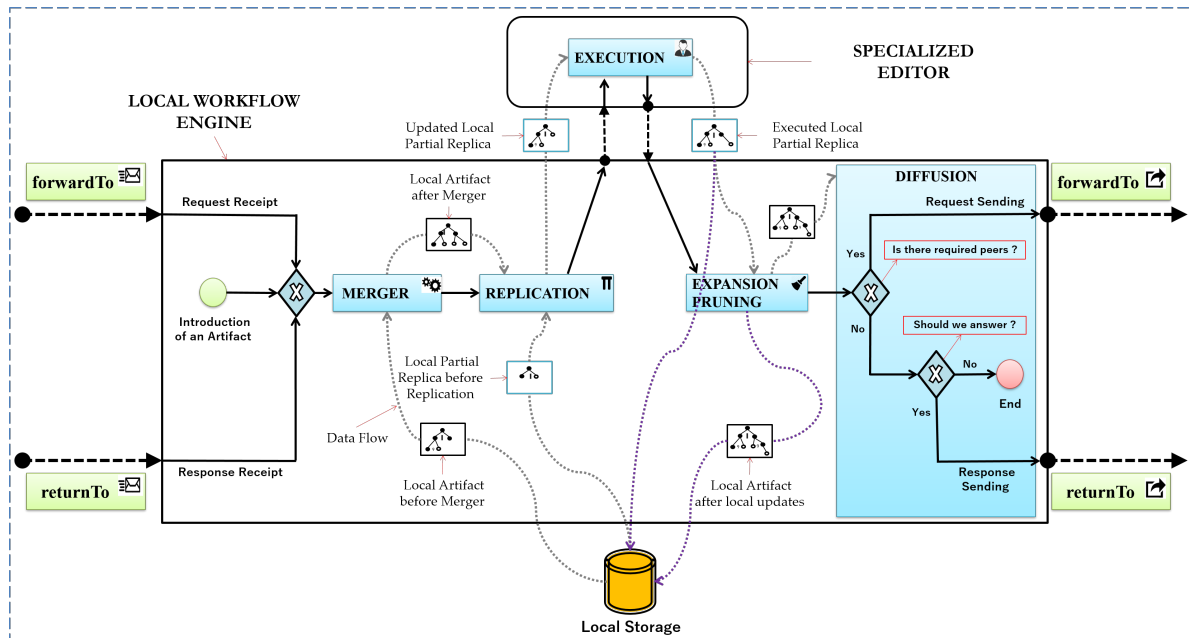 SPECIALIZED
EDITOR
EXECUTION
LOCAL WORKFLOW
ENGINE
Updated Local
Partial Replica
Executed Local
Partial Replica
forwardTo
Request Receipt
Local Artifact
after Merger
DIFFUSION
Request Sending
forwardTo
Yes
Is there required peers ?
X
MERGER
REPLICATION
EXPANSION
PRUNING
X
Introduction
of an Artifact
No
Should we answer ?
Local Partial
Replica before
Replication
X
No
End
Yes
Data Flow
Response Receipt
Local Artifact
before Merger
Local Artifact
after local updates
Response
Sending
returnTo
returnTo
Local Storage